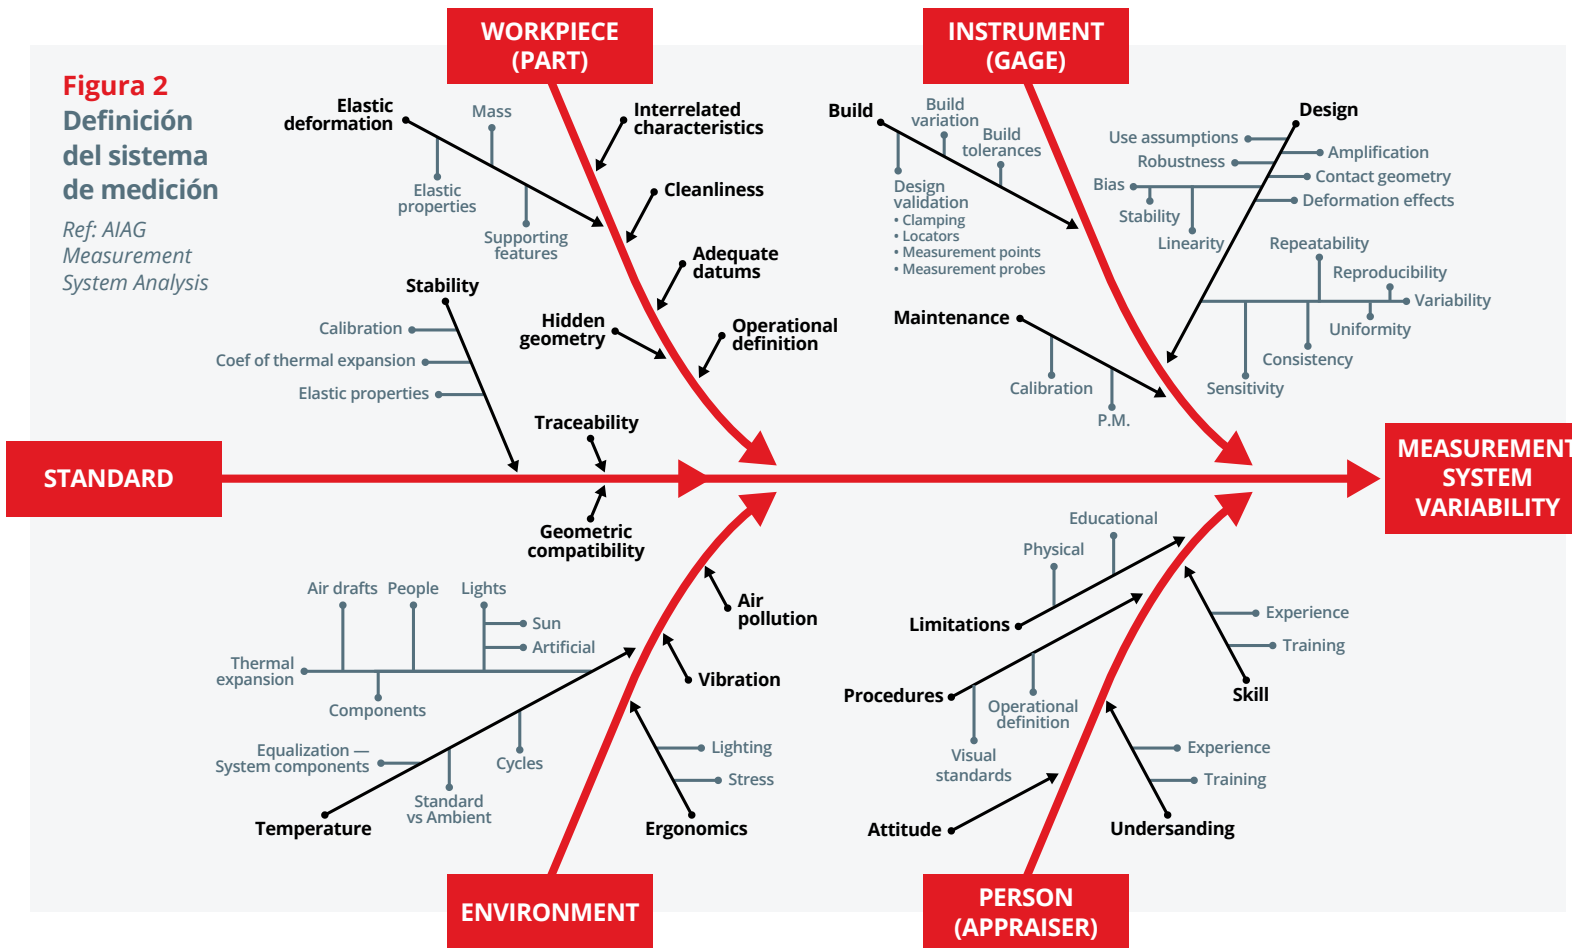 WORKPIECE
(PART)
INSTRUMENT
(GAGE)
Figura 2
Definición
del sistema
de medición
Ref: AIAG
Measurement
System Analysis
Elastic
deformation
Mass
Elastic
properties
Supporting
features
Interrelated
characteristics
Cleanliness
Adequate
datums
Hidden
geometry
Operational
definition
Build
Build
variation
Build
tolerances
Design
validation
• Clamping
• Locators
• Measurement points
• Measurement probes
Maintenance
Calibration
P.M.
Design
Use assumptions
Amplification
Robustness
Contact geometry
Bias
Deformation effects
Stability
Linearity
Repeatability
Reproducibility
Variability
Uniformity
Consistency
Sensitivity
Stability
Calibration
Coef of thermal expansion
Elastic properties
Traceability
STANDARD
Geometric
compatibility
MEASUREMENT
SYSTEM
VARIABILITY
Air drafts
People
Lights
Sun
Artificial
Thermal
expansion
Components
Equalization —
System components
Standard
vs Ambient
Cycles
Temperature
Air
pollution
Vibration
Lighting
Stress
Ergonomics
Educational
Physical
Limitations
Procedures
Operational
definition
Visual
standards
Attitude
Experience
Training
Skill
Experience
Training
Undersanding
ENVIRONMENT
PERSON
(APPRAISER)